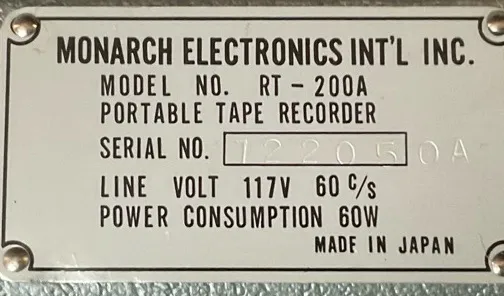 MONARCH ELECTRONICS INT'L INC.
MODEL NO. RT-200A
PORTABLE TAPE RECORDER
SERIAL NO. 122050A
LINE VOLT 117V 60 C/S
POWER CONSUMPTION 60W
MADE IN JAPAN